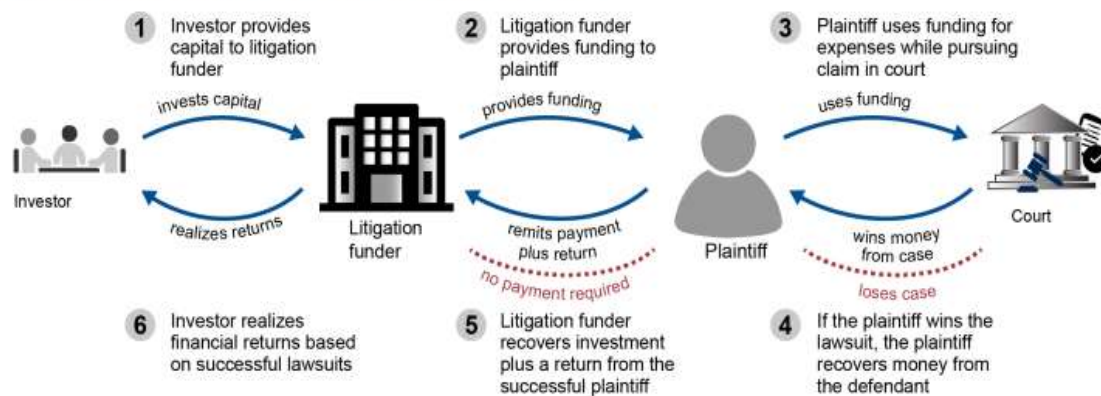 1 Investor provides
capital to litigation
funder
2 Litigation funder
provides funding to
plaintiff
3 Plaintiff uses funding for
expenses while pursuing
claim in court
invests capital
provides funding
uses funding
Investor
Litigation
funder
Plaintiff
Court
realizes returns
remits payment
plus return
no payment required
wins money
from case
loses case
6 Investor realizes
financial returns based
on successful lawsuits
5 Litigation funder
recovers investment
plus a return from the
successful plaintiff
4 If the plaintiff wins the
lawsuit, the plaintiff
recovers money from
the defendant